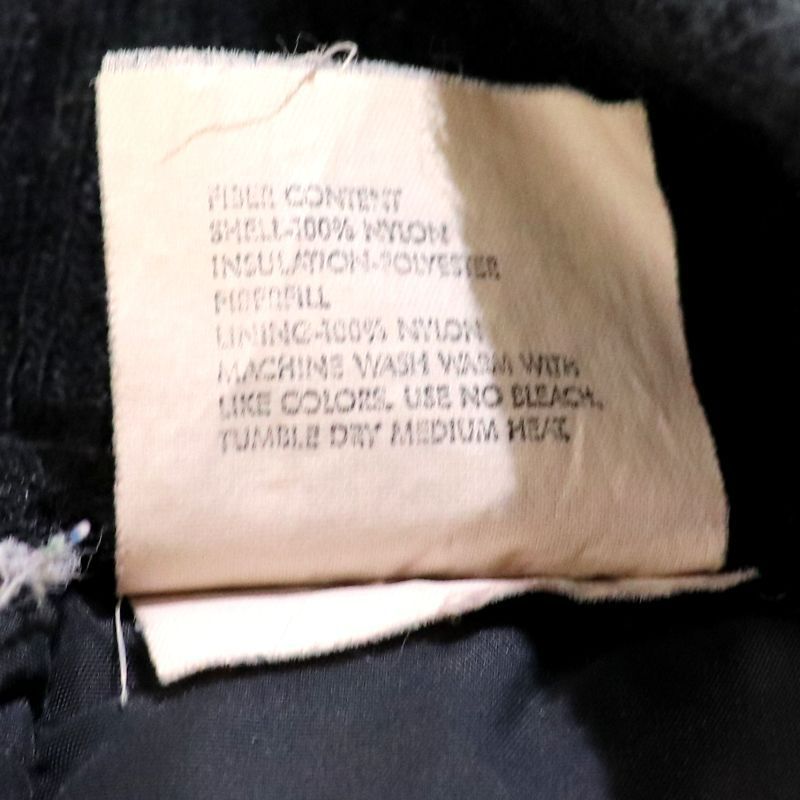 FIBER CONTENT
SHELL-100% NYLON
INSULATION-POLYESTER
FIBERFILL
LINING-100% NYLON
MACHINE WASH WARM WITH
LIKE COLORS. USE NO BLEACH.
TUMBLE DRY MEDIUM HEAT.